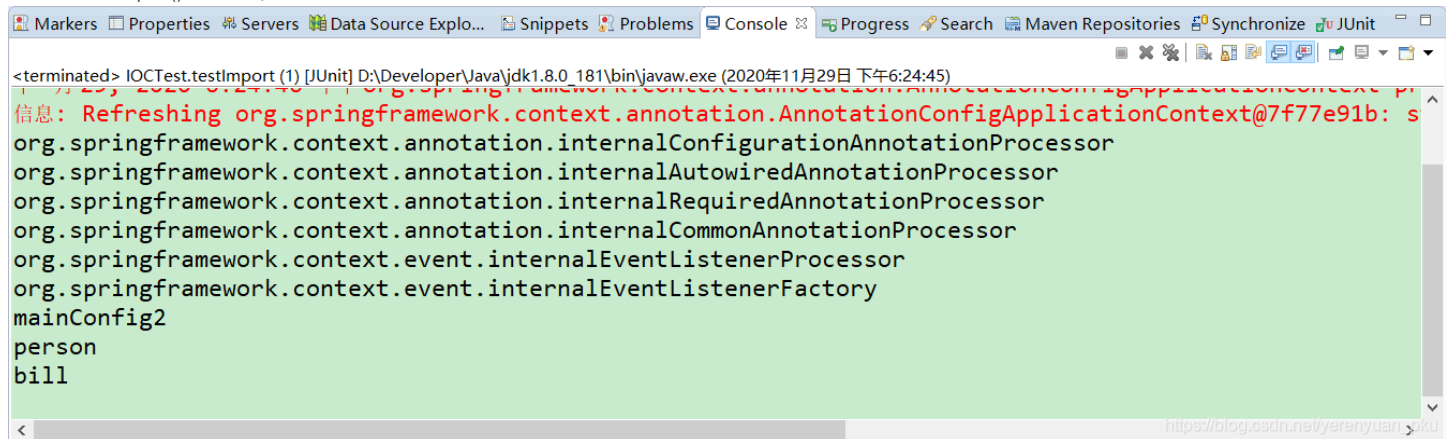 Markers Properties Servers Data Source Explo... Snippets Problems Console Progress Search Maven Repositories Synchronize JUnit
<terminated> IOCTest.testImport (1) [JUnit] D:\Developer\Java\jdk1.8.0_181\bin\javaw.exe (2020年11月29日 下午6:24:45)
信息: Refreshing org.springframework.context.annotation.AnnotationConfigApplicationContext@7f77e91b: s
org.springframework.context.annotation.internalConfigurationAnnotationProcessor
org.springframework.context.annotation.internalAutowiredAnnotationProcessor
org.springframework.context.annotation.internalRequiredAnnotationProcessor
org.springframework.context.annotation.internalCommonAnnotationProcessor
org.springframework.context.event.internalEventListenerProcessor
org.springframework.context.event.internalEventListenerFactory
mainConfig2
person
bill